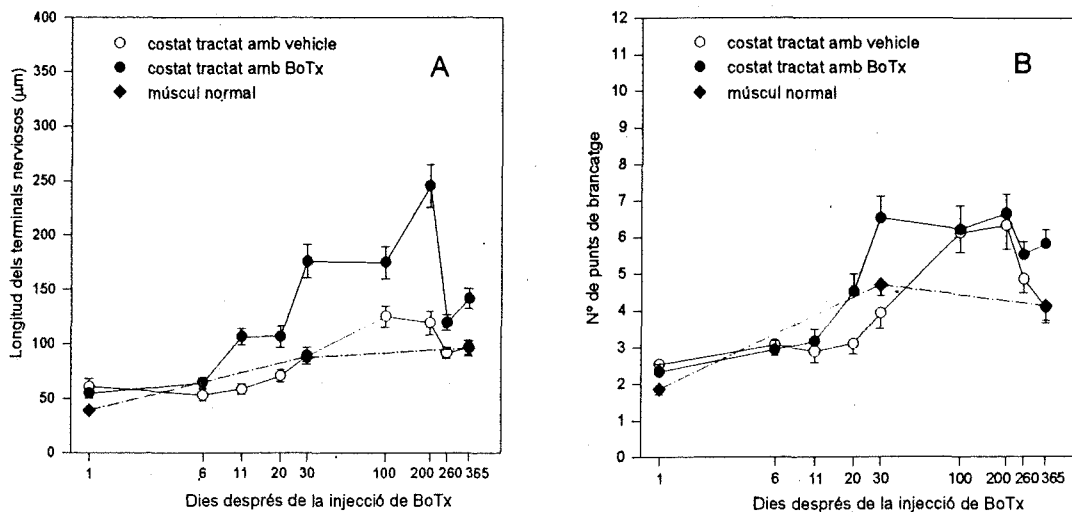 400
350
300
250
200
150
100
50
0
Longitud dels terminals nerviosos (µm)
costat tractat amb vehicle
costat tractat amb BoTx
múscul normal
A
1 6 11 20 30 100 200 260 365
Dies després de la injecció de BoTx
12
11
10
9
8
7
6
5
4
3
2
1
0
Nº de punts de brancatge
costat tractat amb vehicle
costat tractat amb BoTx
múscul normal
B
1 6 11 20 30 100 200 260 365
Dies després de la injecció de BoTx